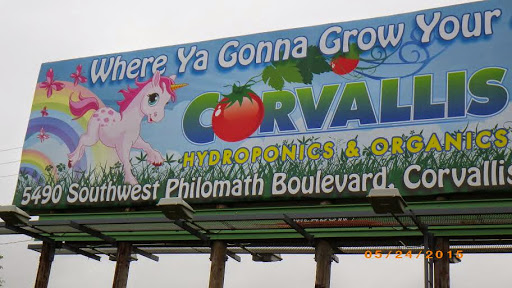 Where Ya Gonna Grow Your
CORVALLIS
HYDROPONICS & ORGANICS
5490 Southwest Philomath Boulevard, Corvallis